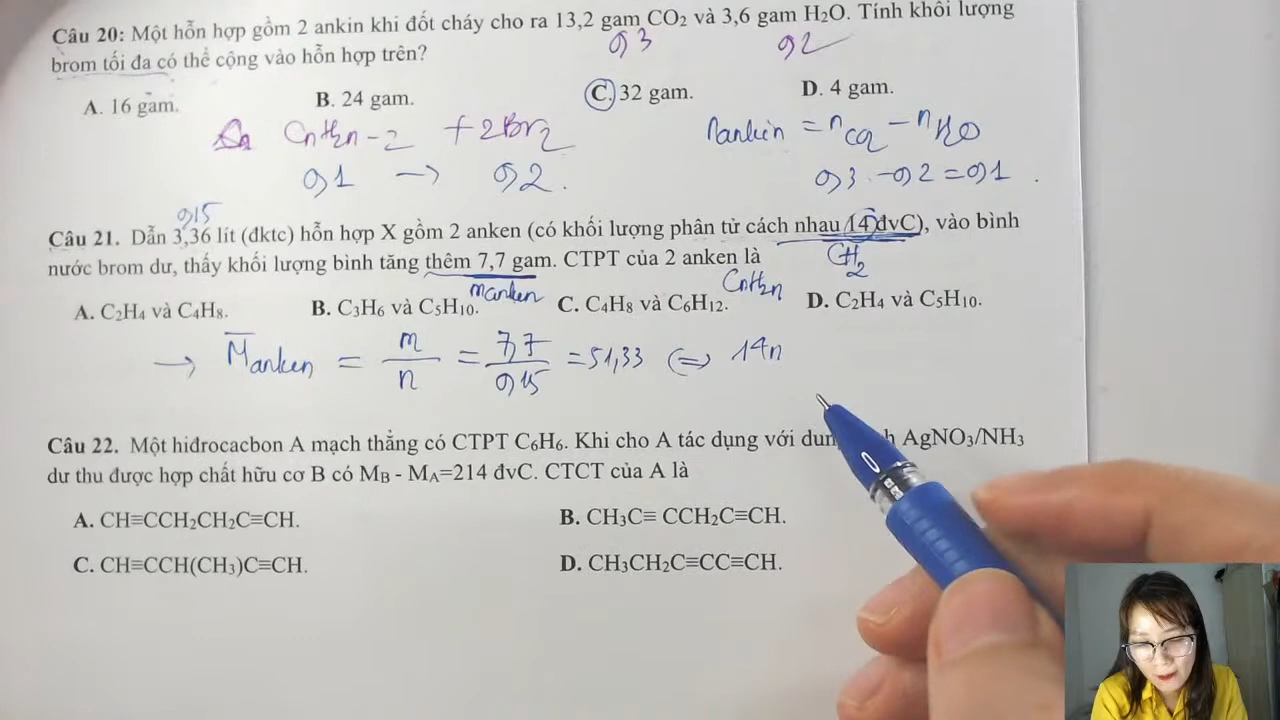 Câu 20: Một hỗn hợp gồm 2 ankin khi đốt cháy cho ra 13,2 gam CO₂ và 3,6 gam H₂O. Tính khối lượng
0,3 0,2
brom tối đa có thể cộng vào hỗn hợp trên?
A. 16 gam. B. 24 gam. C. 32 gam. D. 4 gam.
CnH2n-2 + 2Br2 nankin = nCO2 - nH2O
0,1 → 0,2. 0,3 - 0,2 = 0,1.
0,15
Câu 21. Dẫn 3,36 lít (đktc) hỗn hợp X gồm 2 anken (có khối lượng phân tử cách nhau 14 đvC), vào bình
nước brom dư, thấy khối lượng bình tăng thêm 7,7 gam. CTPT của 2 anken là
CH2
manken CnH2n
A. C₂H₄ và C₄H₈. B. C₃H₆ và C₅H₁₀. C. C₄H₈ và C₆H₁₂. D. C₂H₄ và C₅H₁₀.
→ M̅anken = m/n = 7,7/0,15 = 51,33 ⇔ 14n
Câu 22. Một hiđrocacbon A mạch thẳng có CTPT C₆H₆. Khi cho A tác dụng với dun h AgNO₃/NH₃
dư thu được hợp chất hữu cơ B có M_B - M_A=214 đvC. CTCT của A là
A. CH≡CCH₂CH₂C≡CH. B. CH₃C≡ CCH₂C≡CH.
C. CH≡CCH(CH₃)C≡CH. D. CH₃CH₂C≡CC≡CH.